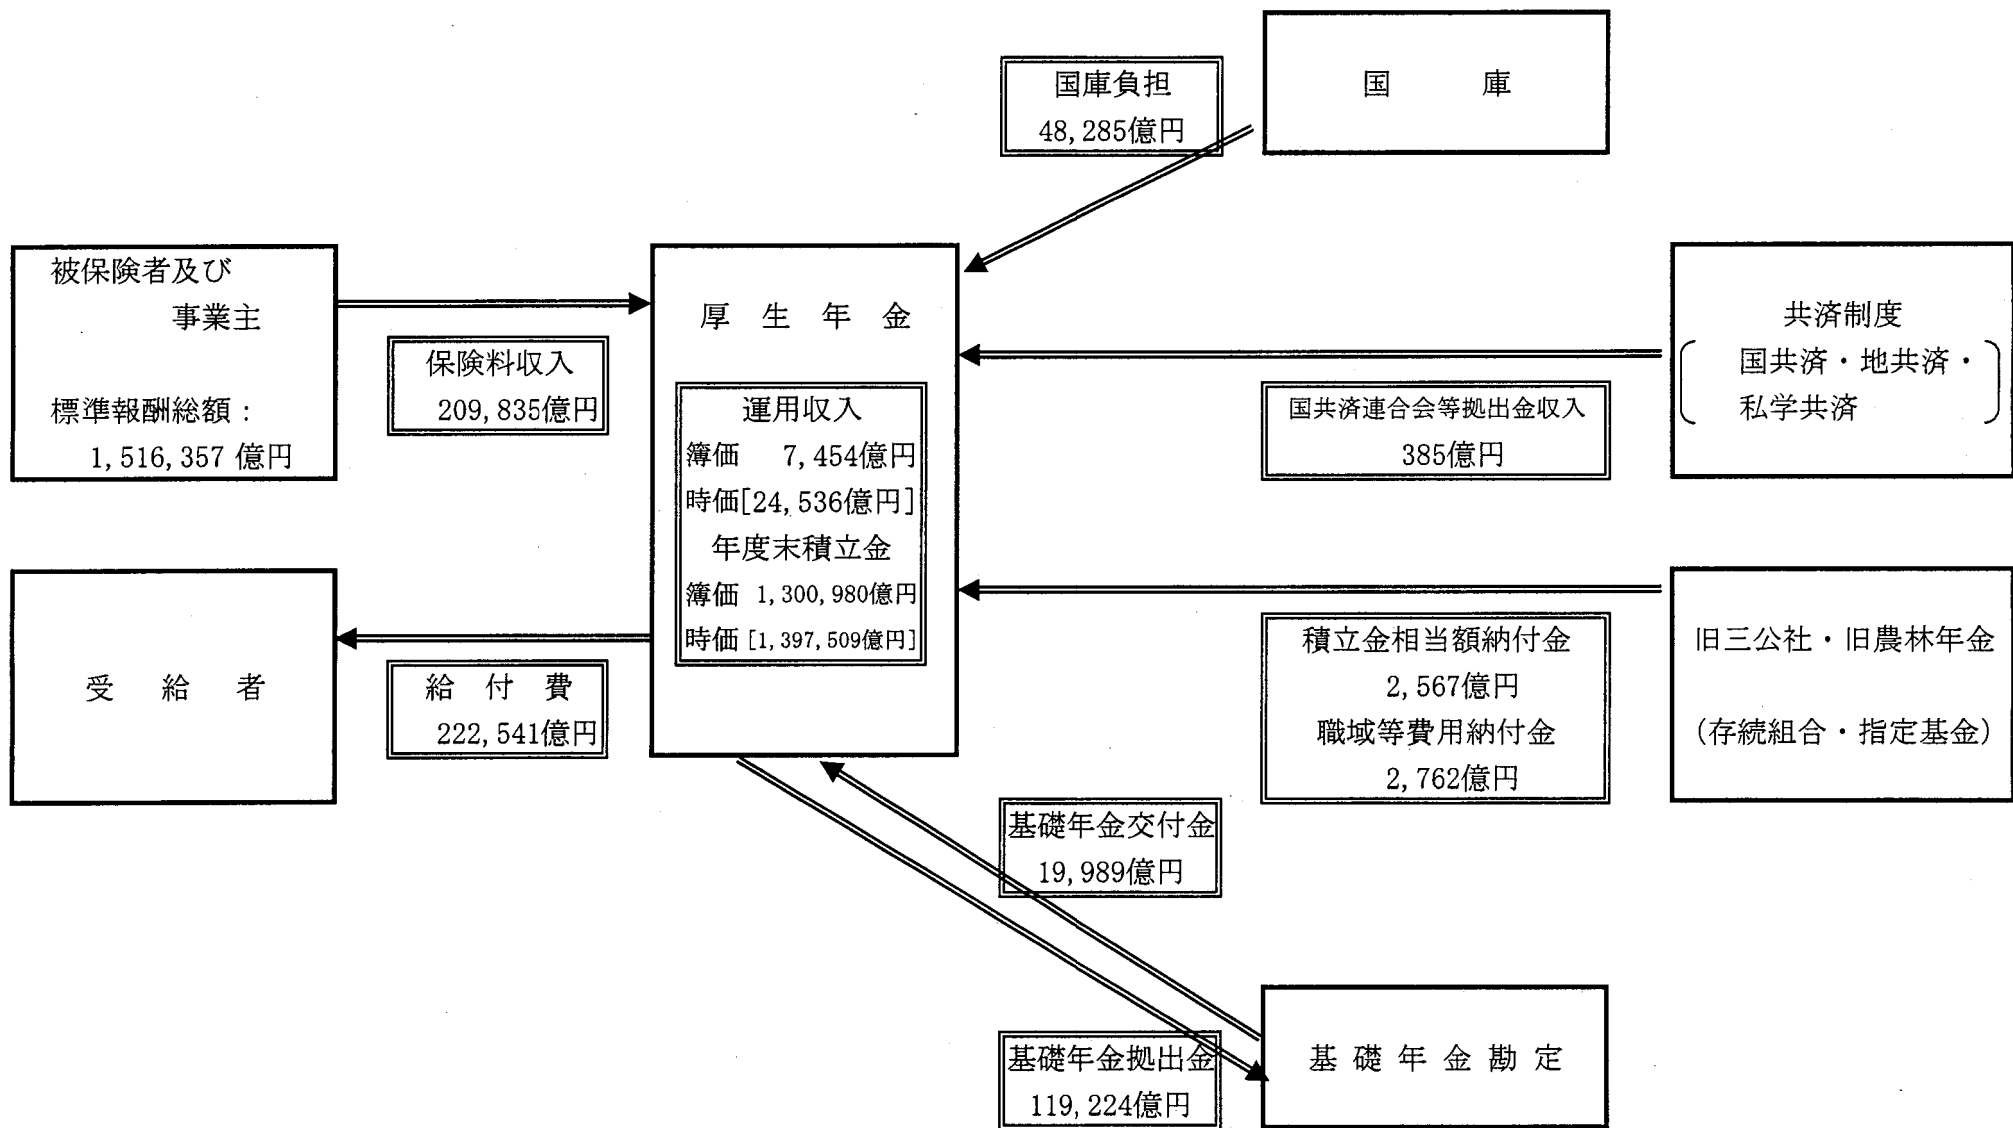 国庫負担
48,285億円
国 庫
被保険者及び
事業主
標準報酬総額：
1,516,357 億円
保険料収入
209,835億円
厚 生 年 金
運用収入
簿価 7,454億円
時価[24,536億円]
年度末積立金
簿価 1,300,980億円
時価[1,397,509億円]
共済制度
国共済・地共済・
私学共済
国共済連合会等拠出金収入
385億円
受 給 者
給 付 費
222,541億円
積立金相当額納付金
2,567億円
職域等費用納付金
2,762億円
旧三公社・旧農林年金
(存続組合・指定基金)
基礎年金交付金
19,989億円
基礎年金拠出金
119,224億円
基 礎 年 金 勘 定